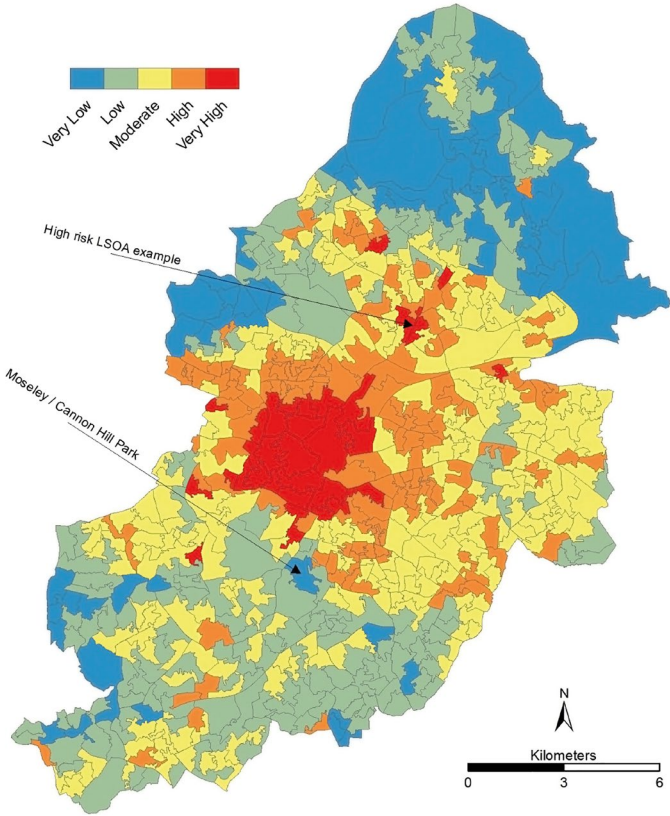 Very Low
Low
Moderate
High
Very High
High risk LSOA example
Moseley / Cannon Hill Park
N
Kilometers
0 3 6